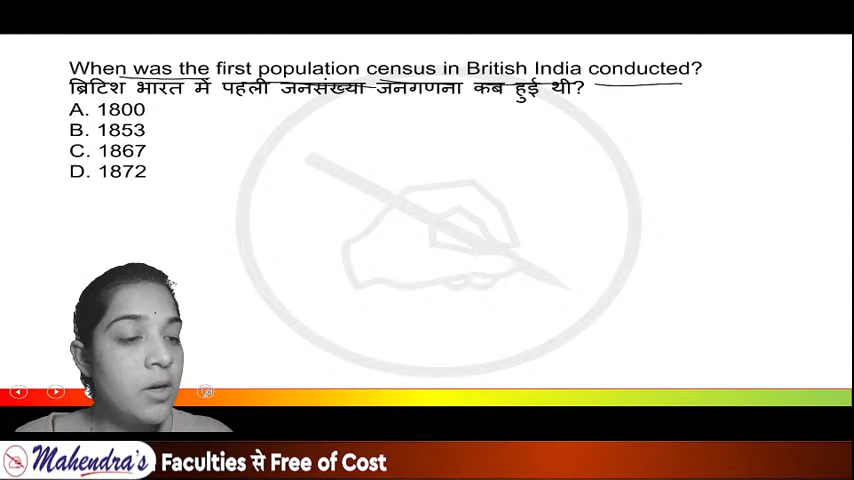 When was the first population census in British India conducted?
ब्रिटिश भारत में पहली जनसंख्या जनगणना कब हुई थी?
A. 1800
B. 1853
C. 1867
D. 1872
Mahendra's Faculties से Free of Cost